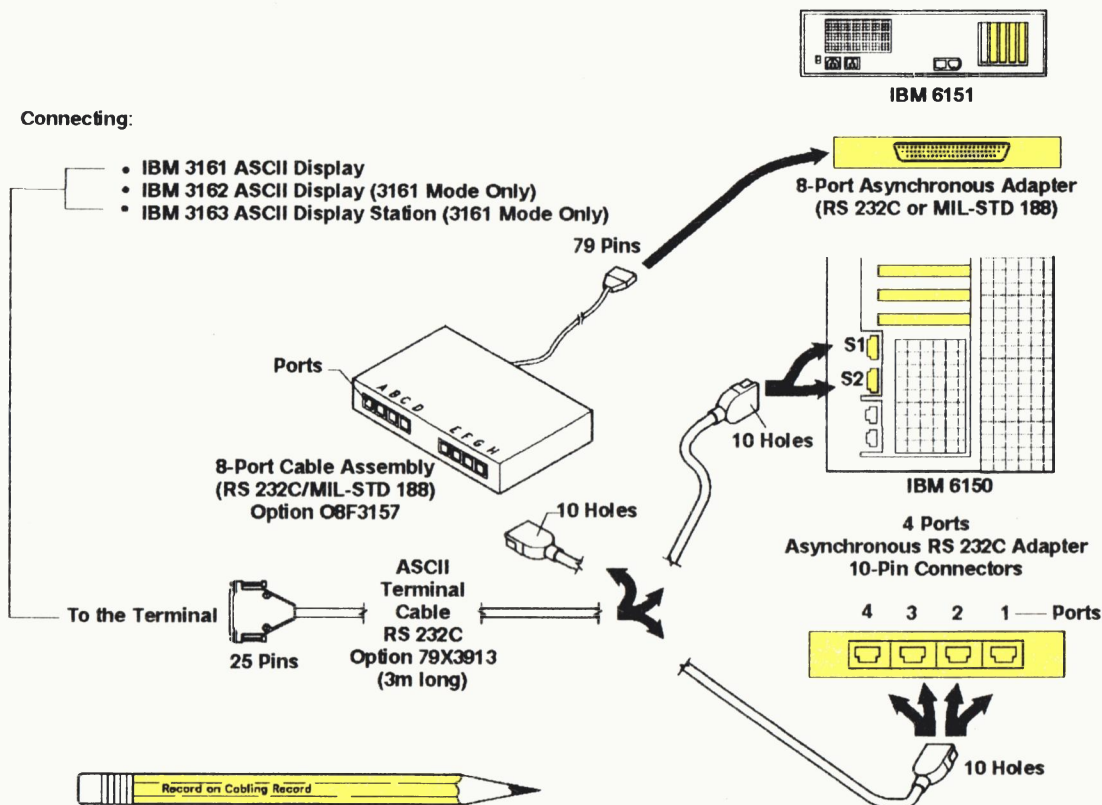 IBM 6151
Connecting:
• IBM 3161 ASCII Display
• IBM 3162 ASCII Display (3161 Mode Only)
• IBM 3163 ASCII Display Station (3161 Mode Only)
8-Port Asynchronous Adapter
(RS 232C or MIL-STD 188)
79 Pins
Ports
A B C D
E F G H
8-Port Cable Assembly
(RS 232C/MIL-STD 188)
Option O8F3157
S1
S2
10 Holes
IBM 6150
10 Holes
4 Ports
Asynchronous RS 232C Adapter
10-Pin Connectors
4 3 2 1 Ports
To the Terminal
25 Pins
ASCII
Terminal
Cable
RS 232C
Option 79X3913
(3m long)
10 Holes
Record on Cabling Record